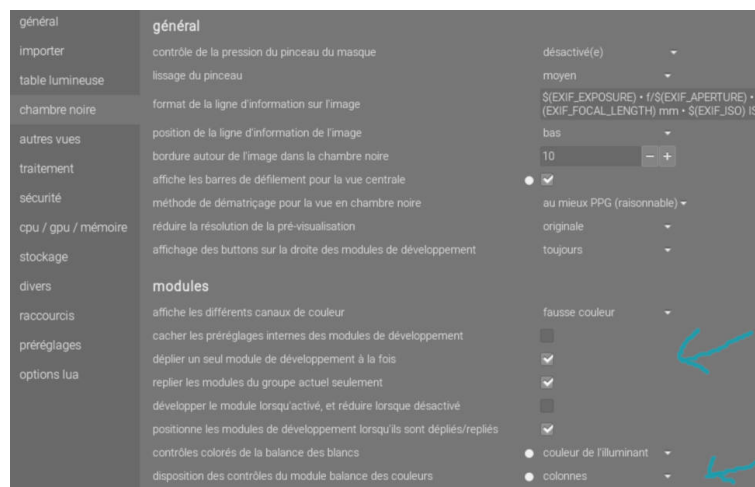 général
importer
table lumineuse
chambre noire
autres vues
traitement
sécurité
cpu / gpu / mémoire
stockage
divers
raccourcis
préréglages
options lua
général
contrôle de la pression du pinceau du masque désactivé(e)
lissage du pinceau moyen
format de la ligne d'information sur l'image $(EXIF_EXPOSURE) • f/$(EXIF_APERTURE) •
(EXIF_FOCAL_LENGTH) mm • $(EXIF_ISO) IS
position de la ligne d'information de l'image bas
bordure autour de l'image dans la chambre noire 10 − +
affiche les barres de défilement pour la vue centrale
méthode de dématriçage pour la vue en chambre noire au mieux PPG (raisonnable)
réduire la résolution de la pré-visualisation originale
affichage des buttons sur la droite des modules de développement toujours
modules
affiche les différents canaux de couleur fausse couleur
cacher les préréglages internes des modules de développement
déplier un seul module de développement à la fois
replier les modules du groupe actuel seulement
développer le module lorsqu'activé, et réduire lorsque désactivé
positionne les modules de développement lorsqu'ils sont dépliés/repliés
contrôles colorés de la balance des blancs couleur de l'illuminant
disposition des contrôles du module balance des couleurs colonnes